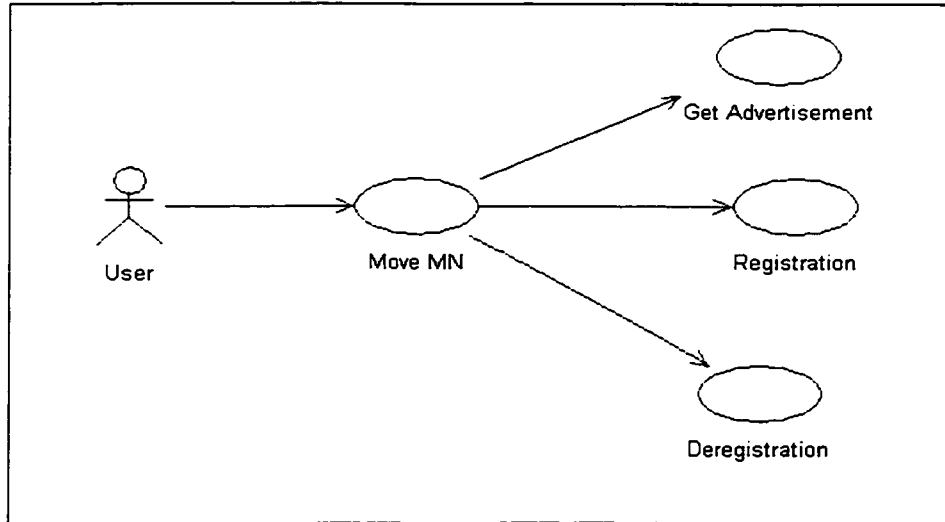 Get Advertisement
User
Move MN
Registration
Deregistration